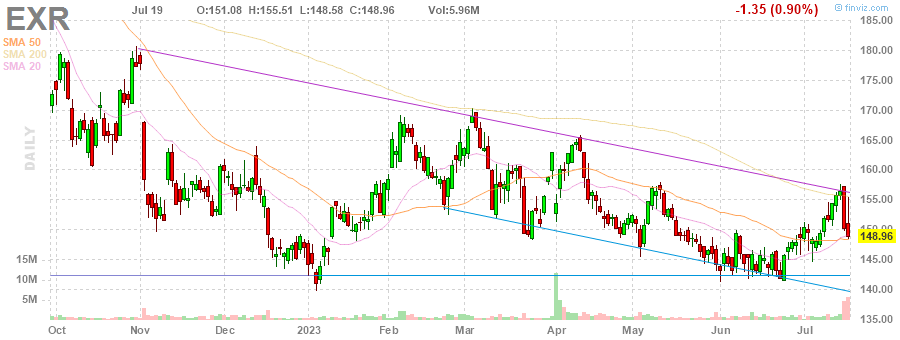 EXR Jul 19 O:151.08 H:155.51 L:148.58 C:148.96 Vol:5.96M -1.35 (0.90%) © finviz.com
SMA 50
SMA 200
SMA 20
DAILY
185.00
180.00
175.00
170.00
165.00
160.00
155.00
150.00
148.96
145.00
140.00
135.00
15M
10M
5M
Oct Nov Dec 2023 Feb Mar Apr May Jun Jul